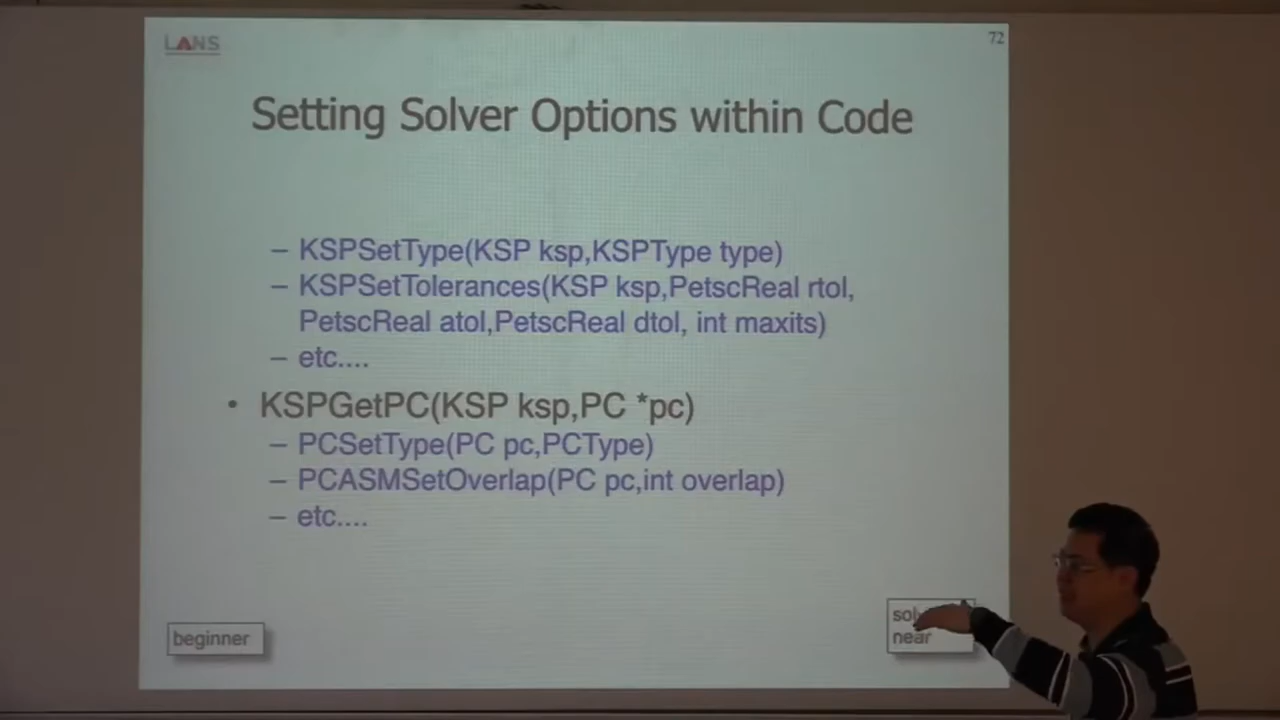 LANS
72
Setting Solver Options within Code
– KSPSetType(KSP ksp,KSPType type)
– KSPSetTolerances(KSP ksp,PetscReal rtol,
PetscReal atol,PetscReal dtol, int maxits)
– etc....
• KSPGetPC(KSP ksp,PC *pc)
– PCSetType(PC pc,PCType)
– PCASMSetOverlap(PC pc,int overlap)
– etc....
beginner